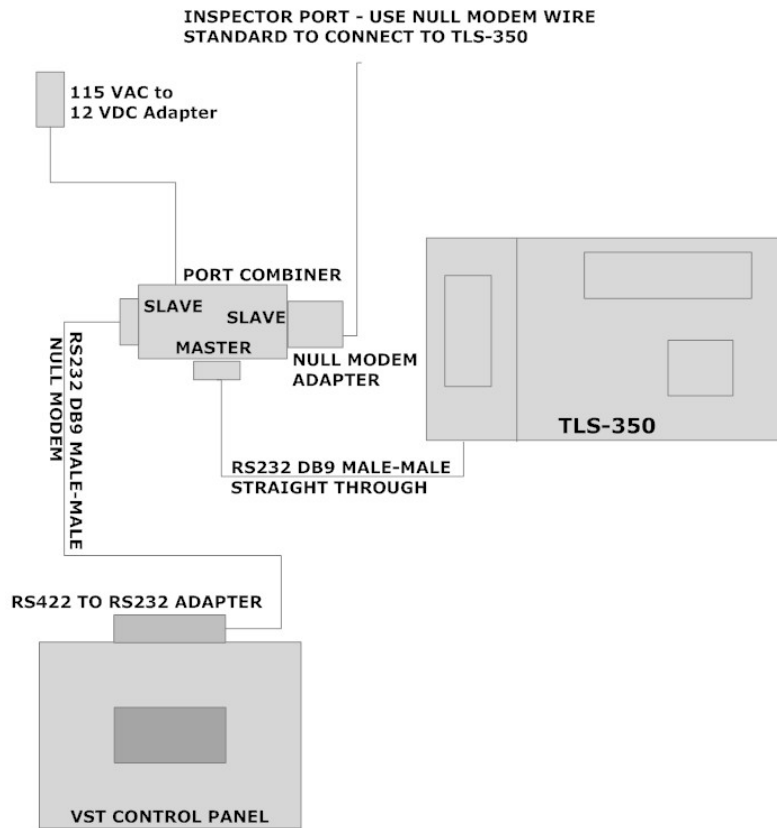 INSPECTOR PORT - USE NULL MODEM WIRE
STANDARD TO CONNECT TO TLS-350
115 VAC to
12 VDC Adapter
PORT COMBINER
SLAVE
SLAVE
MASTER
NULL MODEM
ADAPTER
TLS-350
RS232 DB9 MALE-MALE
NULL MODEM
RS232 DB9 MALE-MALE
STRAIGHT THROUGH
RS422 TO RS232 ADAPTER
VST CONTROL PANEL